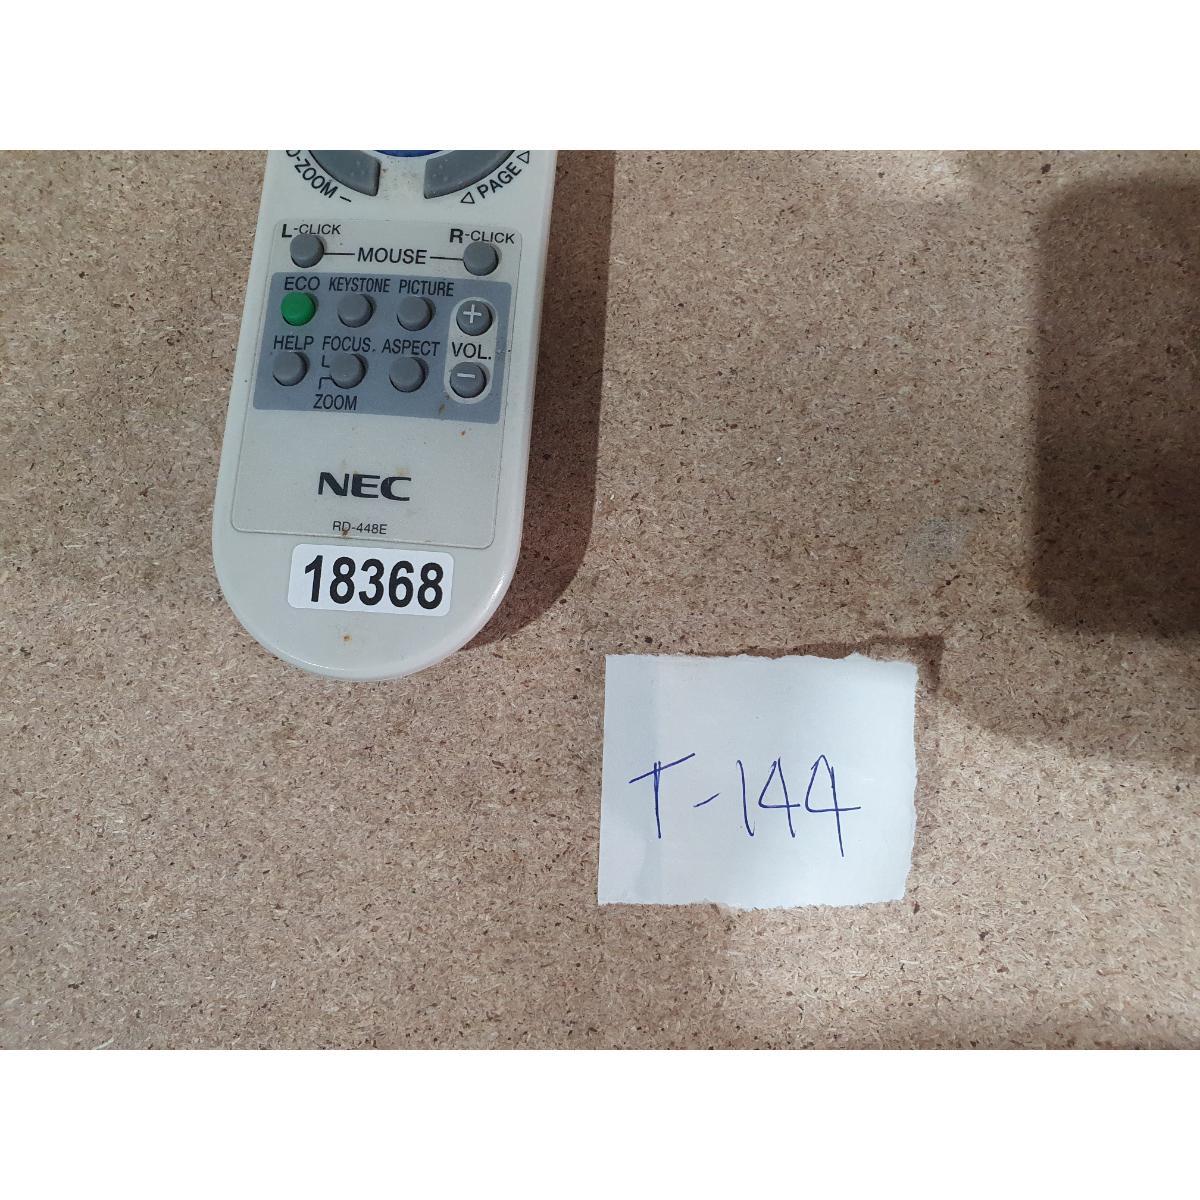 D-ZOOM –
◁ PAGE ▷
L-CLICK
R-CLICK
MOUSE
ECO KEYSTONE PICTURE
+
HELP FOCUS ASPECT VOL.
–
ZOOM
NEC
RD-448E
18368
T-144